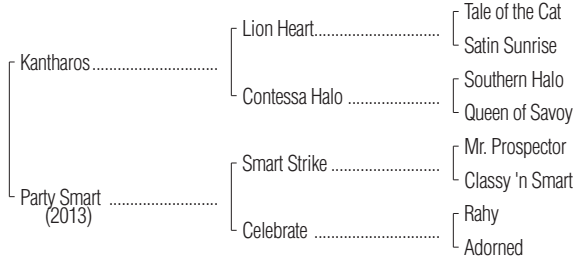 Tale of the Cat
Lion Heart
Satin Sunrise
Kantharos
Southern Halo
Contessa Halo
Queen of Savoy
Mr. Prospector
Smart Strike
Classy 'n Smart
Party Smart
(2013)
Rahy
Celebrate
Adorned